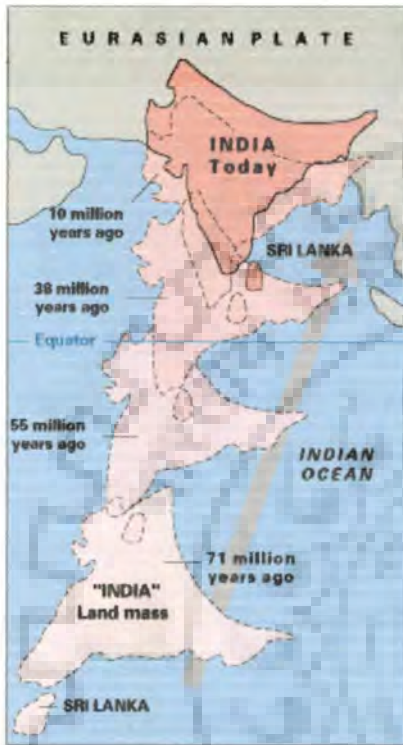 EURASIAN PLATE
INDIA
Today
10 million
years ago
SRI LANKA
38 million
years ago
Equator
55 million
years ago
INDIAN
OCEAN
71 million
years ago
"INDIA"
Land mass
SRI LANKA